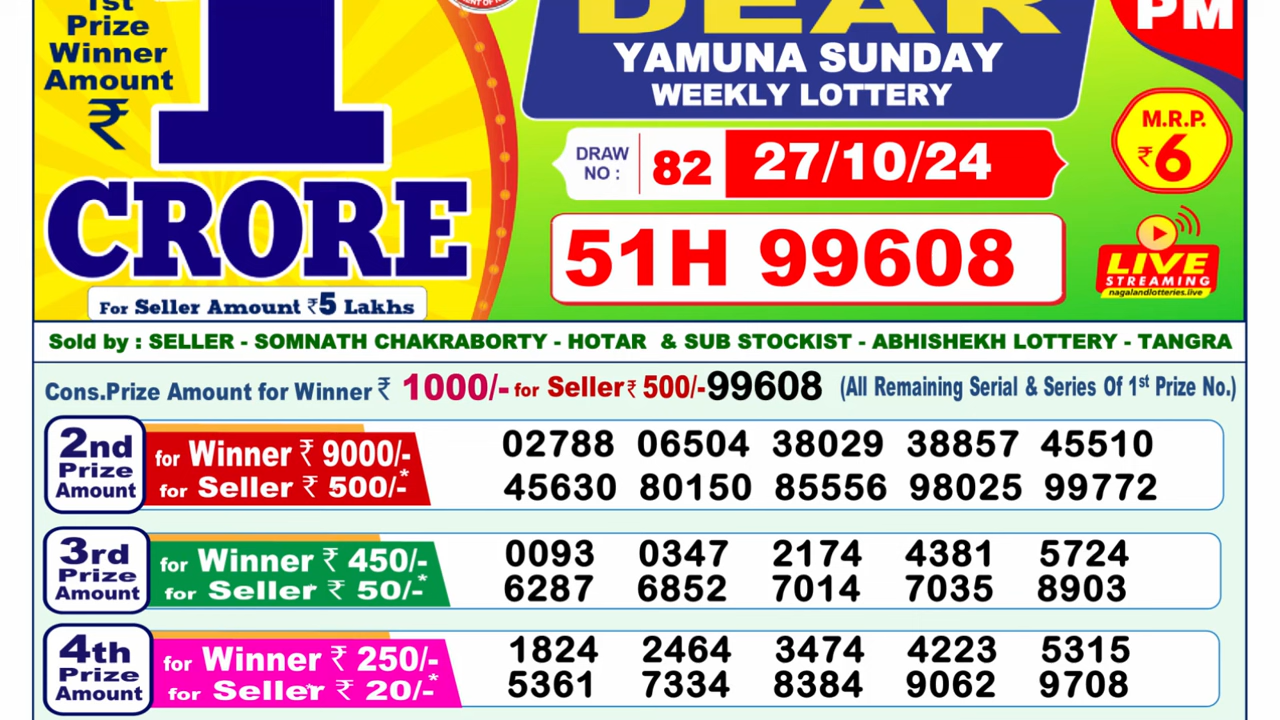 1st
Prize
Winner
Amount
₹
1
CRORE
For Seller Amount ₹5 Lakhs
DEAR
YAMUNA SUNDAY
WEEKLY LOTTERY
DRAW NO : 82 27/10/24
51H 99608
PM
M.R.P.
₹6
LIVE
STREAMING
nagalandlotteries.live
Sold by : SELLER - SOMNATH CHAKRABORTY - HOTAR & SUB STOCKIST - ABHISHEKH LOTTERY - TANGRA
Cons.Prize Amount for Winner ₹ 1000/- for Seller ₹ 500/- 99608 (All Remaining Serial & Series Of 1st Prize No.)
2nd
Prize
Amount
for Winner ₹ 9000/-
for Seller ₹ 500/-*
02788 06504 38029 38857 45510
45630 80150 85556 98025 99772
3rd
Prize
Amount
for Winner ₹ 450/-
for Seller ₹ 50/-*
0093 0347 2174 4381 5724
6287 6852 7014 7035 8903
4th
Prize
Amount
for Winner ₹ 250/-
for Seller ₹ 20/-*
1824 2464 3474 4223 5315
5361 7334 8384 9062 9708